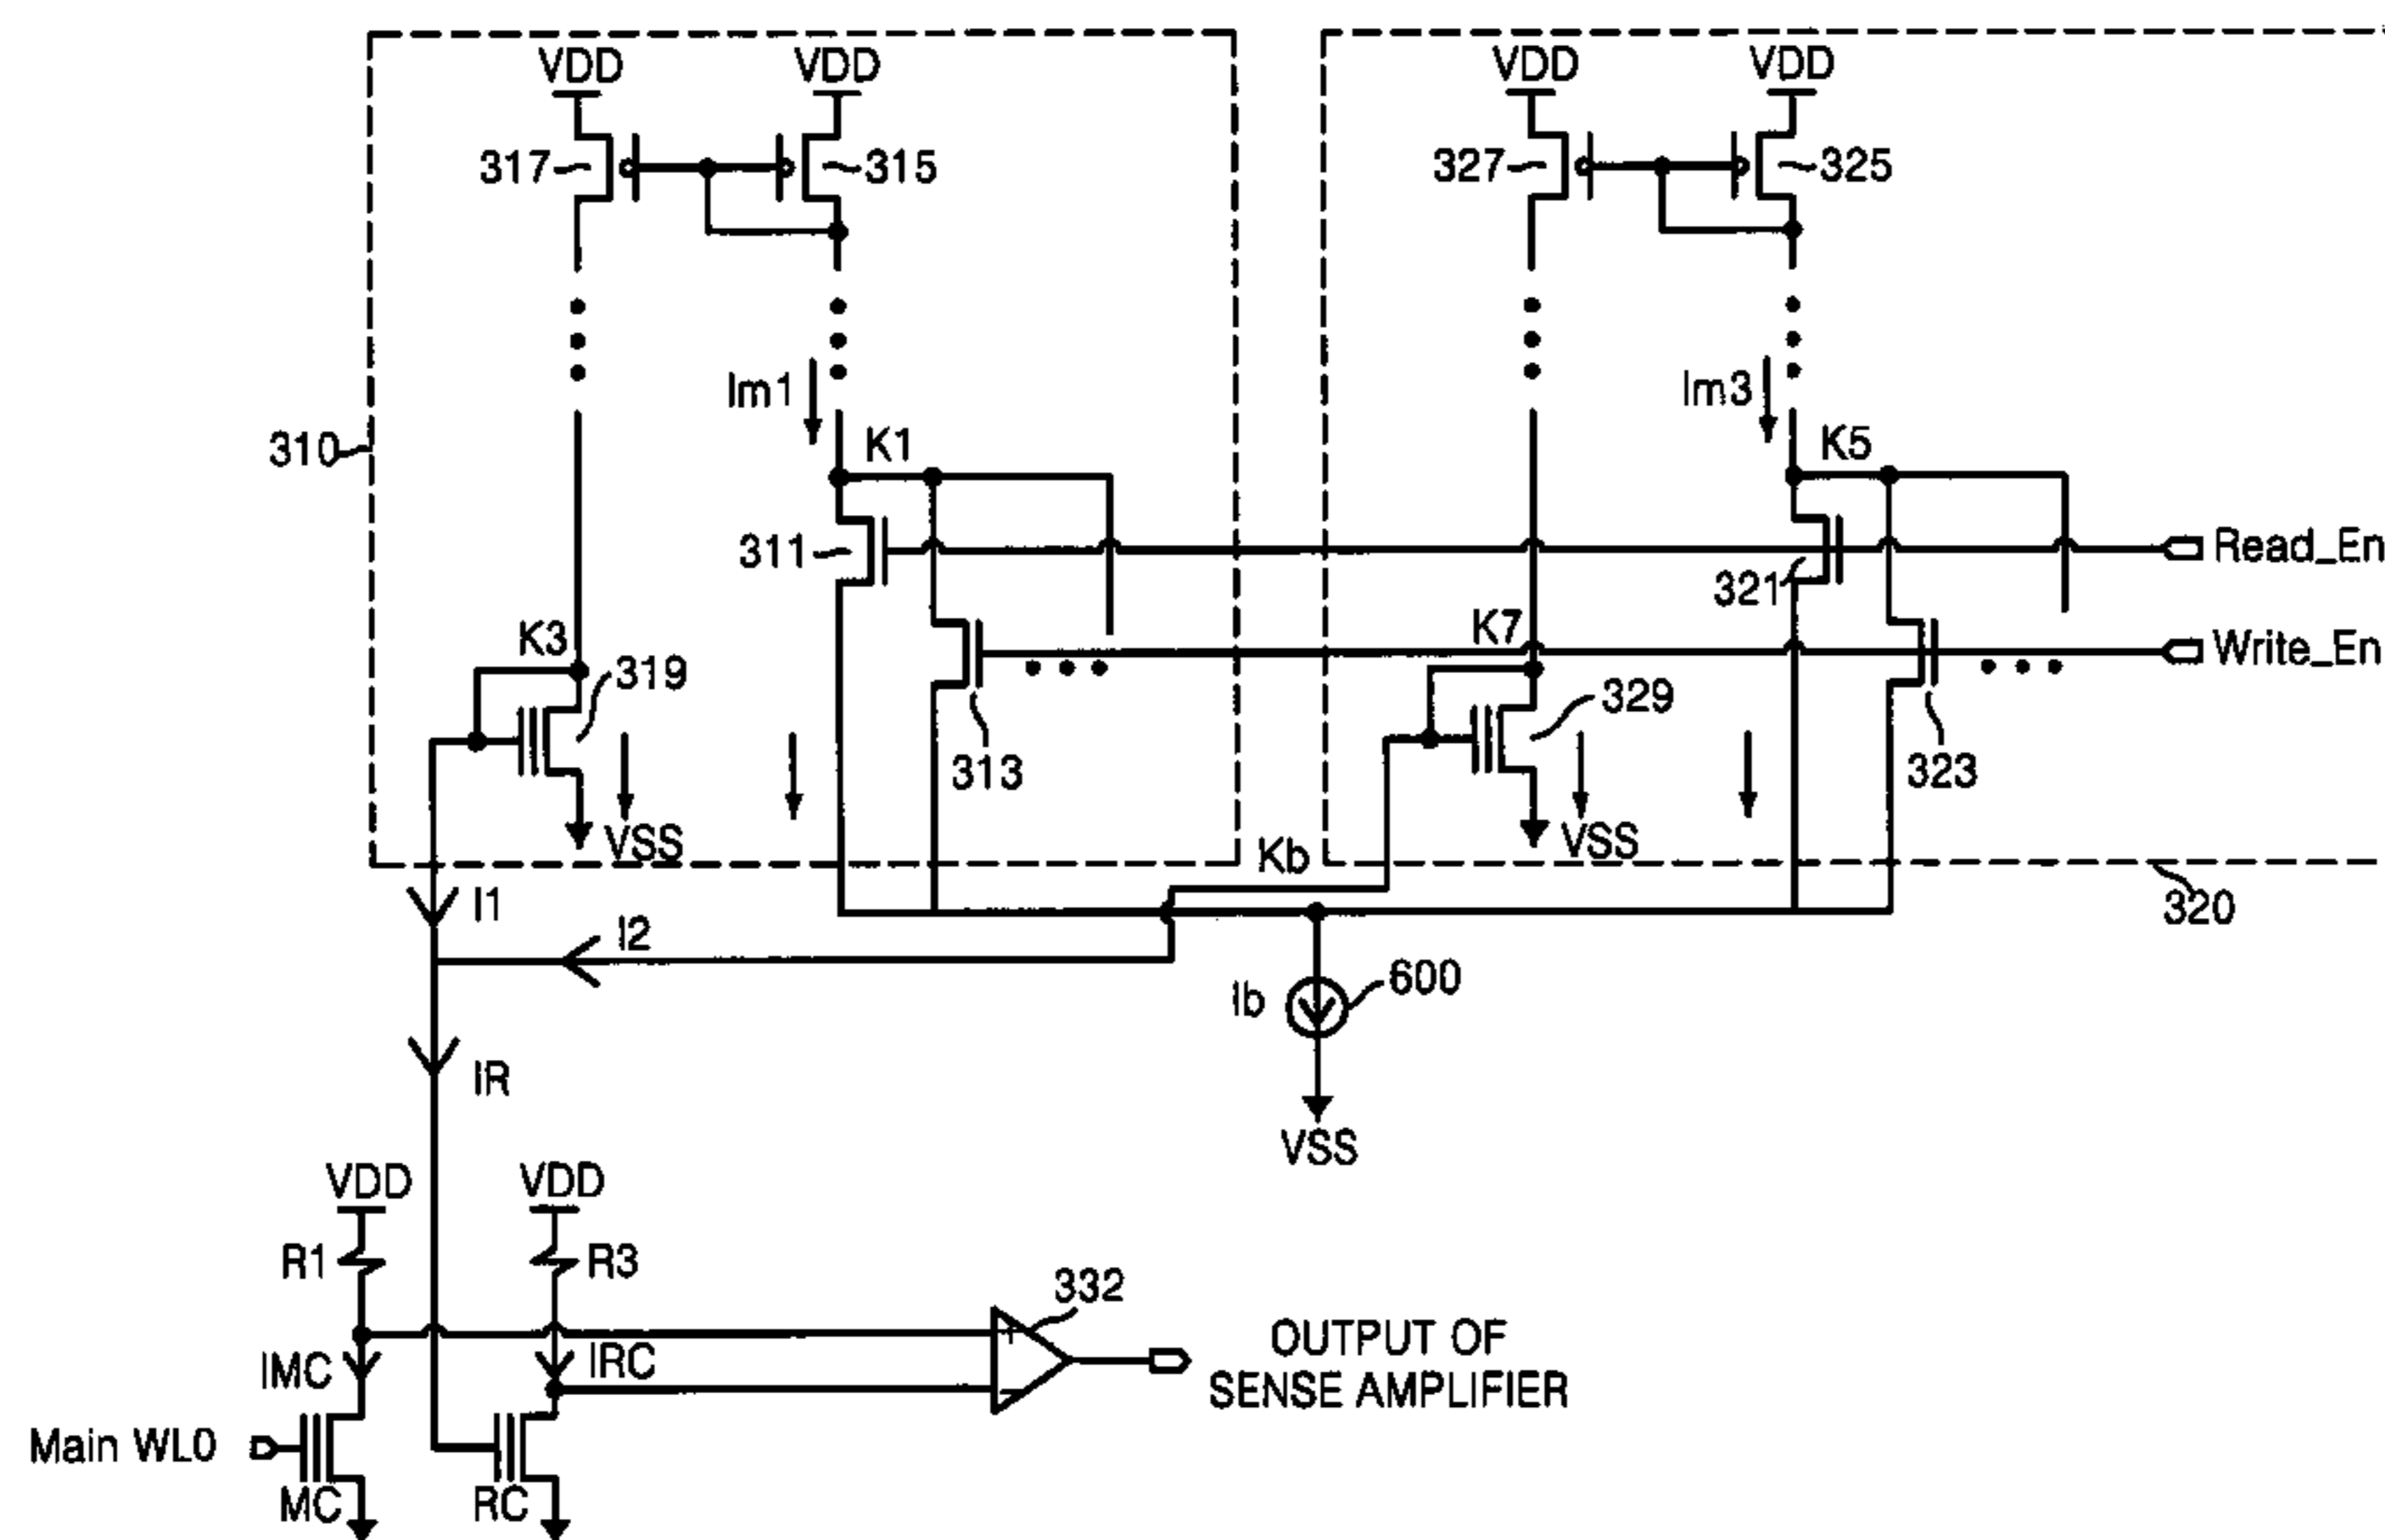 VDD
VDD
VDD
VDD
317
315
327
325
Im1
Im3
310
K1
K5
311
Read_En
321
K3
319
K7
Write_En
329
313
323
VSS
VSS
Kb
320
I1
I2
Ib
600
IR
VSS
VDD
VDD
R1
R3
332
+
IMC
IRC
−
OUTPUT OF
SENSE AMPLIFIER
Main WL0
MC
RC